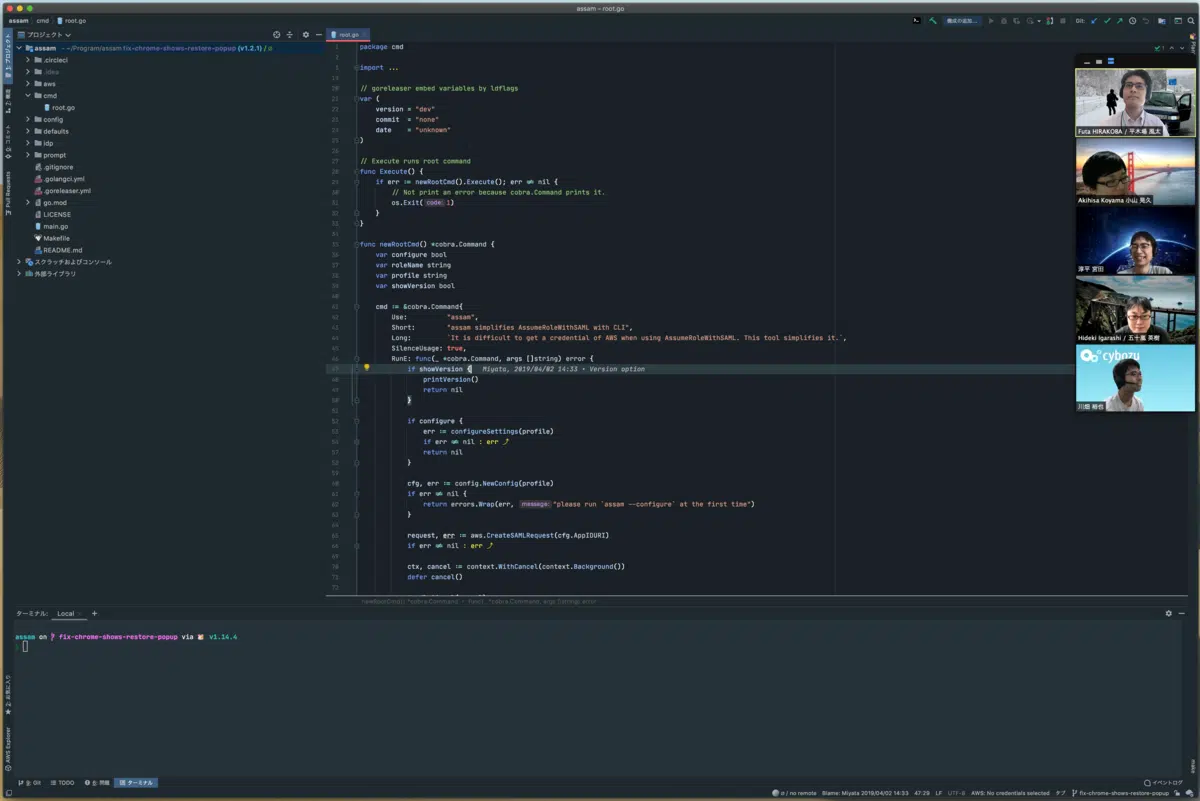 assam – root.go
assam cmd root.go
構成の追加...
Git:
プロジェクト
root.go
assam ~/Program/assam fix-chrome-shows-restore-popup (v1.2.1) /
.circleci
.idea
aws
cmd
root.go
config
defaults
idp
prompt
.gitignore
.golangci.yml
.goreleaser.yml
go.mod
LICENSE
main.go
Makefile
README.md
スクラッチおよびコンソール
外部ライブラリ
Pull Requests
AWS Explorer
package cmd
import ...
// goreleaser embed variables by ldflags
var (
version = "dev"
commit = "none"
date = "unknown"
)
// Execute runs root command
func Execute() {
if err := newRootCmd().Execute(); err ≠ nil {
// Not print an error because cobra.Command prints it.
os.Exit( code: 1)
}
}
func newRootCmd() *cobra.Command {
var configure bool
var roleName string
var profile string
var showVersion bool
cmd := &cobra.Command{
Use: "assam",
Short: "assam simplifies AssumeRoleWithSAML with CLI",
Long: `It is difficult to get a credential of AWS when using AssumeRoleWithSAML. This tool simplifies it.`,
SilenceUsage: true,
RunE: func(_ *cobra.Command, args []string) error {
if showVersion { Miyata, 2019/04/02 14:33 • Version option
printVersion()
return nil
}
if configure {
err := configureSettings(profile)
if err ≠ nil : err ⤴
return nil
}
cfg, err := config.NewConfig(profile)
if err ≠ nil {
return errors.Wrap(err, message: "please run `assam --configure` at the first time")
}
request, err := aws.CreateSAMLRequest(cfg.AppIDURI)
if err ≠ nil : err ⤴
ctx, cancel := context.WithCancel(context.Background())
defer cancel()
newRootCmd() *cobra.Command › func(_ *cobra.Command, args []string) error
Futa HIRAKOBA / 平木場 風太
Akihisa Koyama 小山 晃久
淳平 宮田
Hideki Igarashi / 五十嵐 英樹
cybozu
川畑 裕也
ターミナル: Local +
assam on fix-chrome-shows-restore-popup via v1.14.4
9: Git TODO 6: 問題 ターミナル
イベントログ
/ no remote Blame: Miyata 2019/04/02 14:33 47:29 LF UTF-8 AWS: No credentials selected タブ fix-chrome-shows-restore-popup